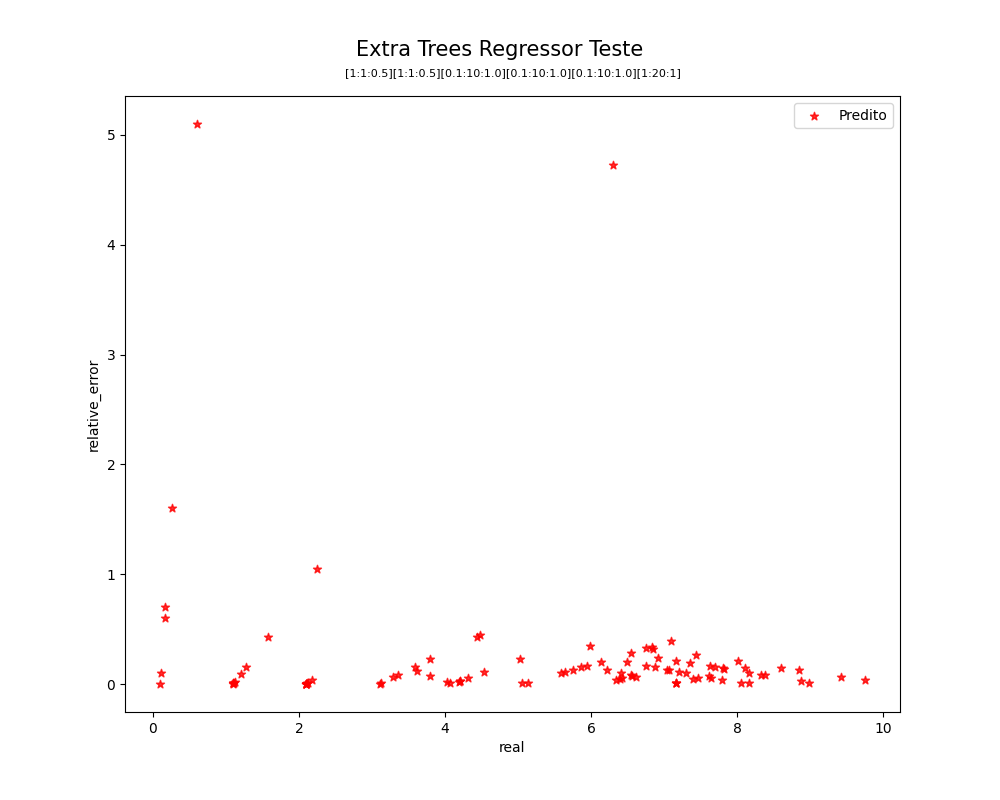 Extra Trees Regressor Teste
[1:1:0.5][1:1:0.5][0.1:10:1.0][0.1:10:1.0][0.1:10:1.0][1:20:1]
Predito
5
4
3
2
1
0
relative_error
0 2 4 6 8 10
real